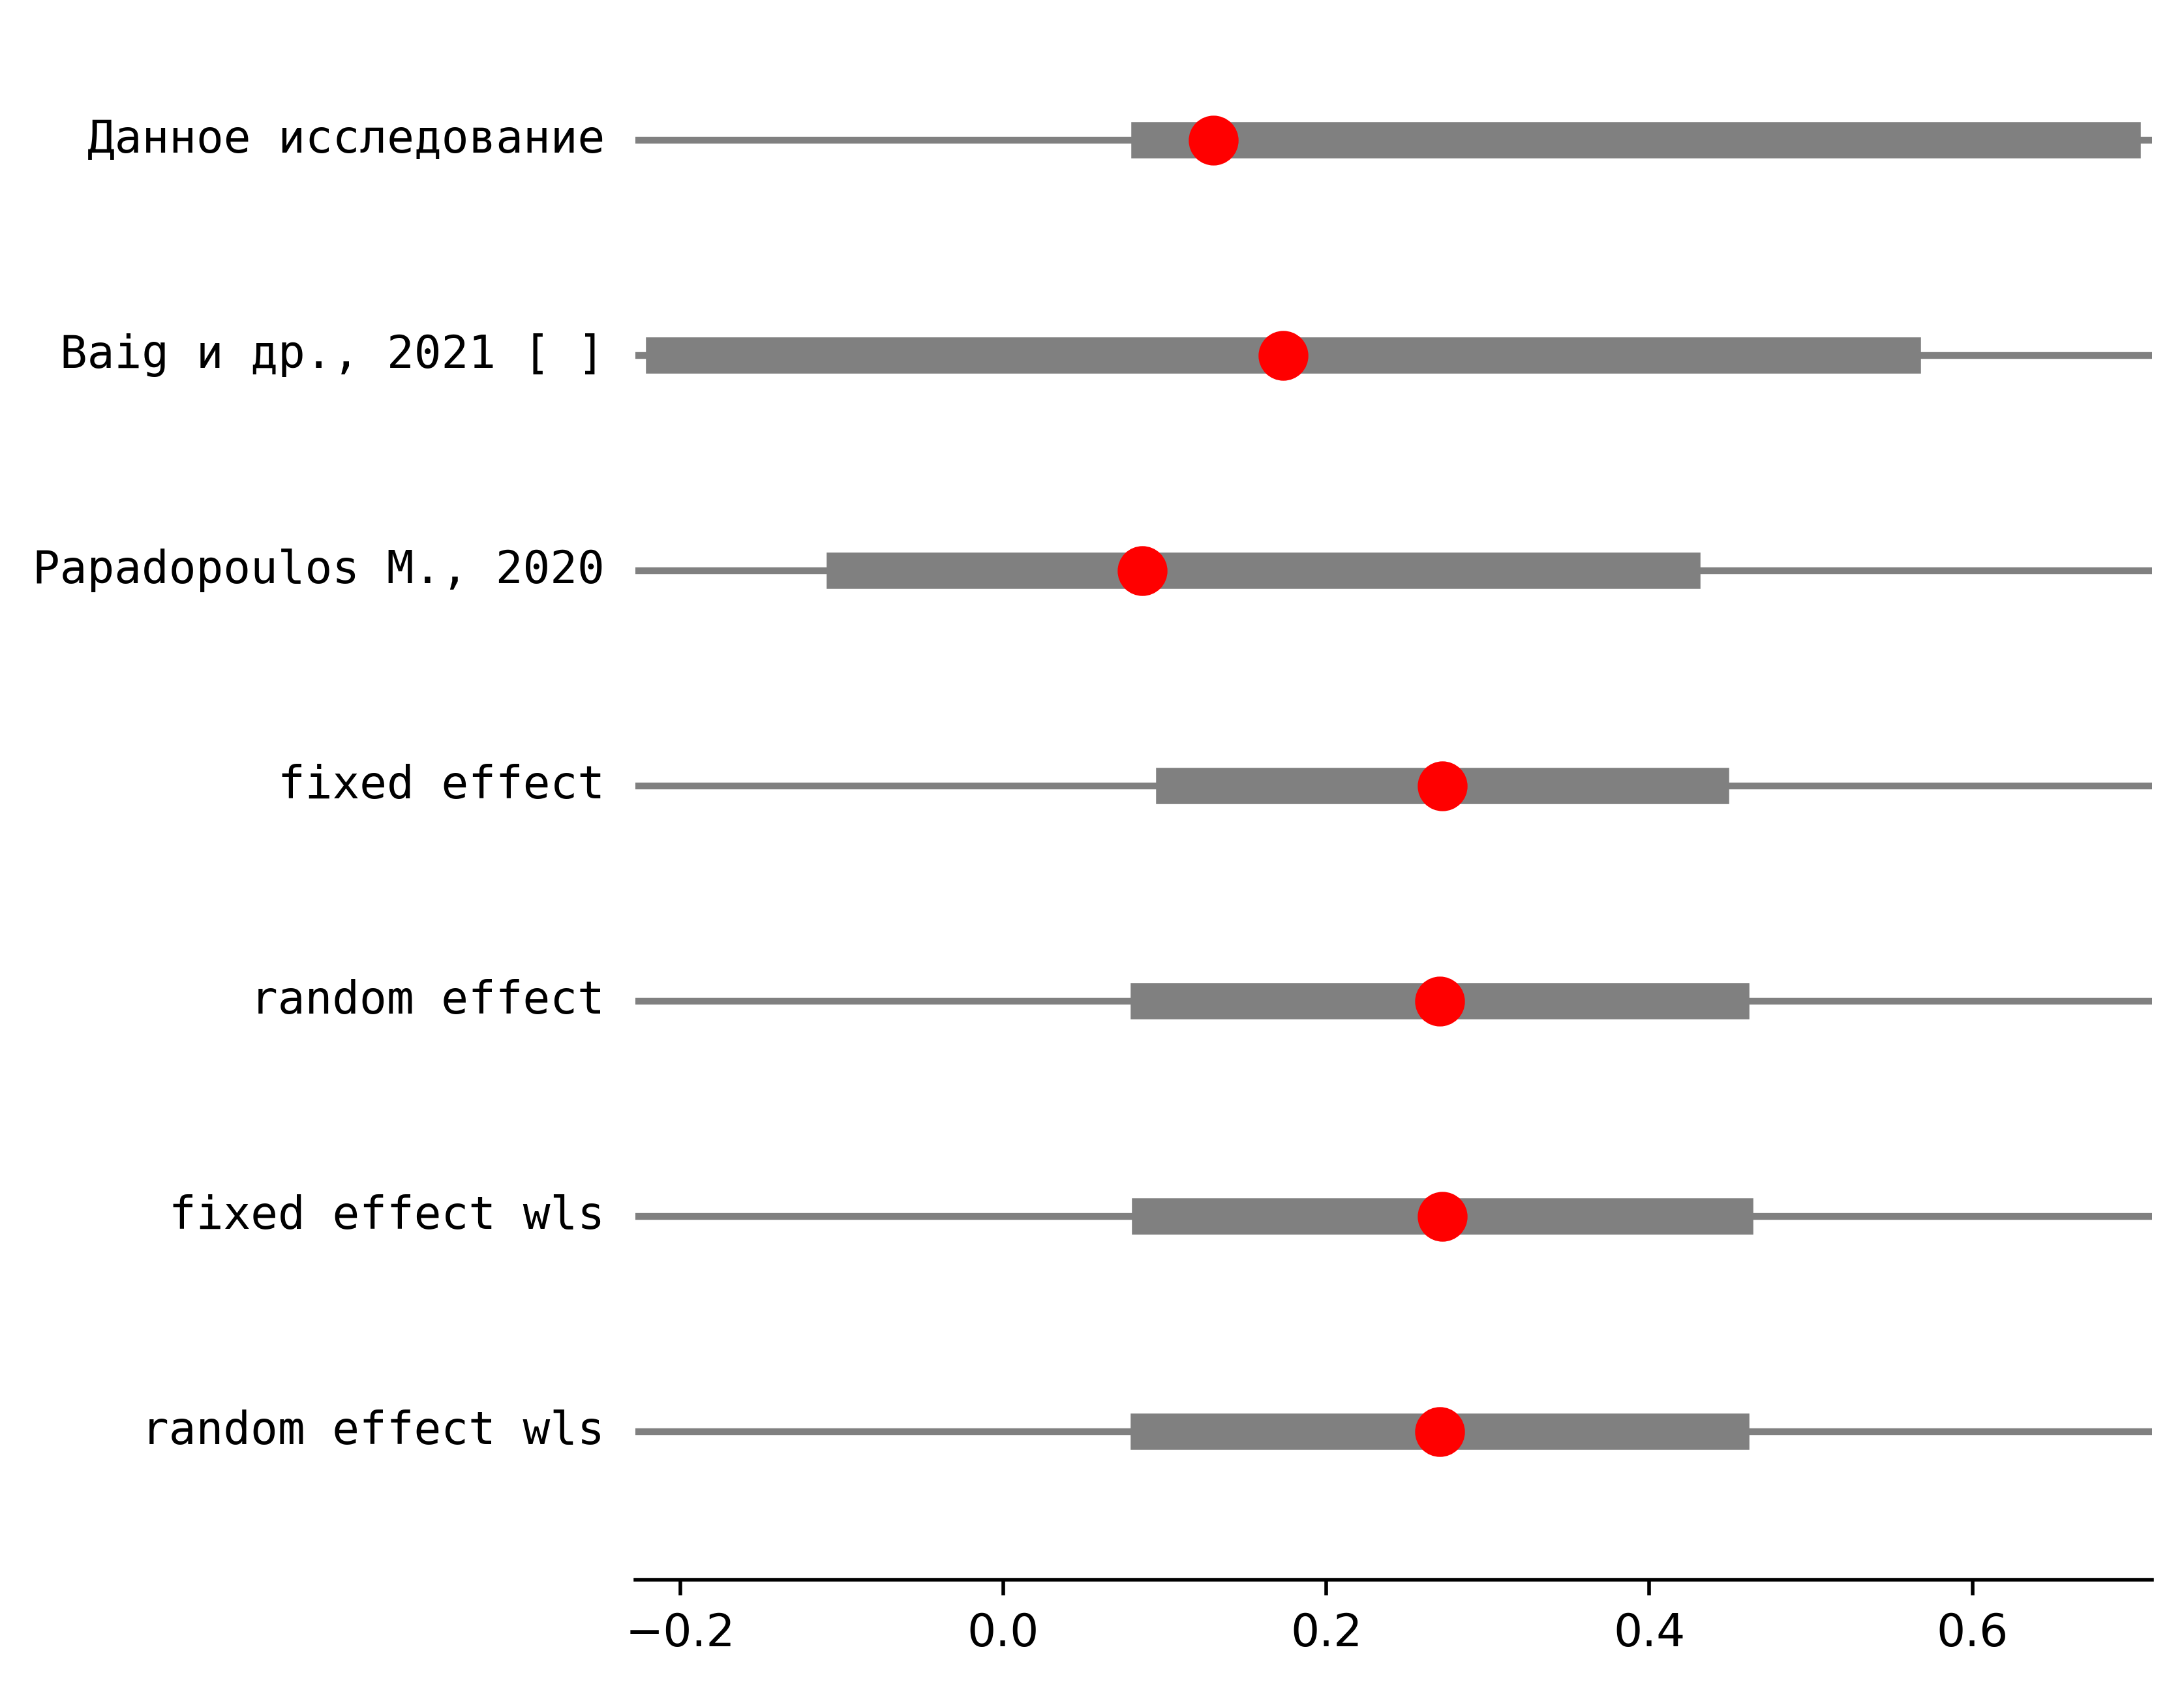 Данное исследование
Baig и др., 2021 [ ]
Papadopoulos M., 2020
fixed effect
random effect
fixed effect wls
random effect wls
−0.2 0.0 0.2 0.4 0.6